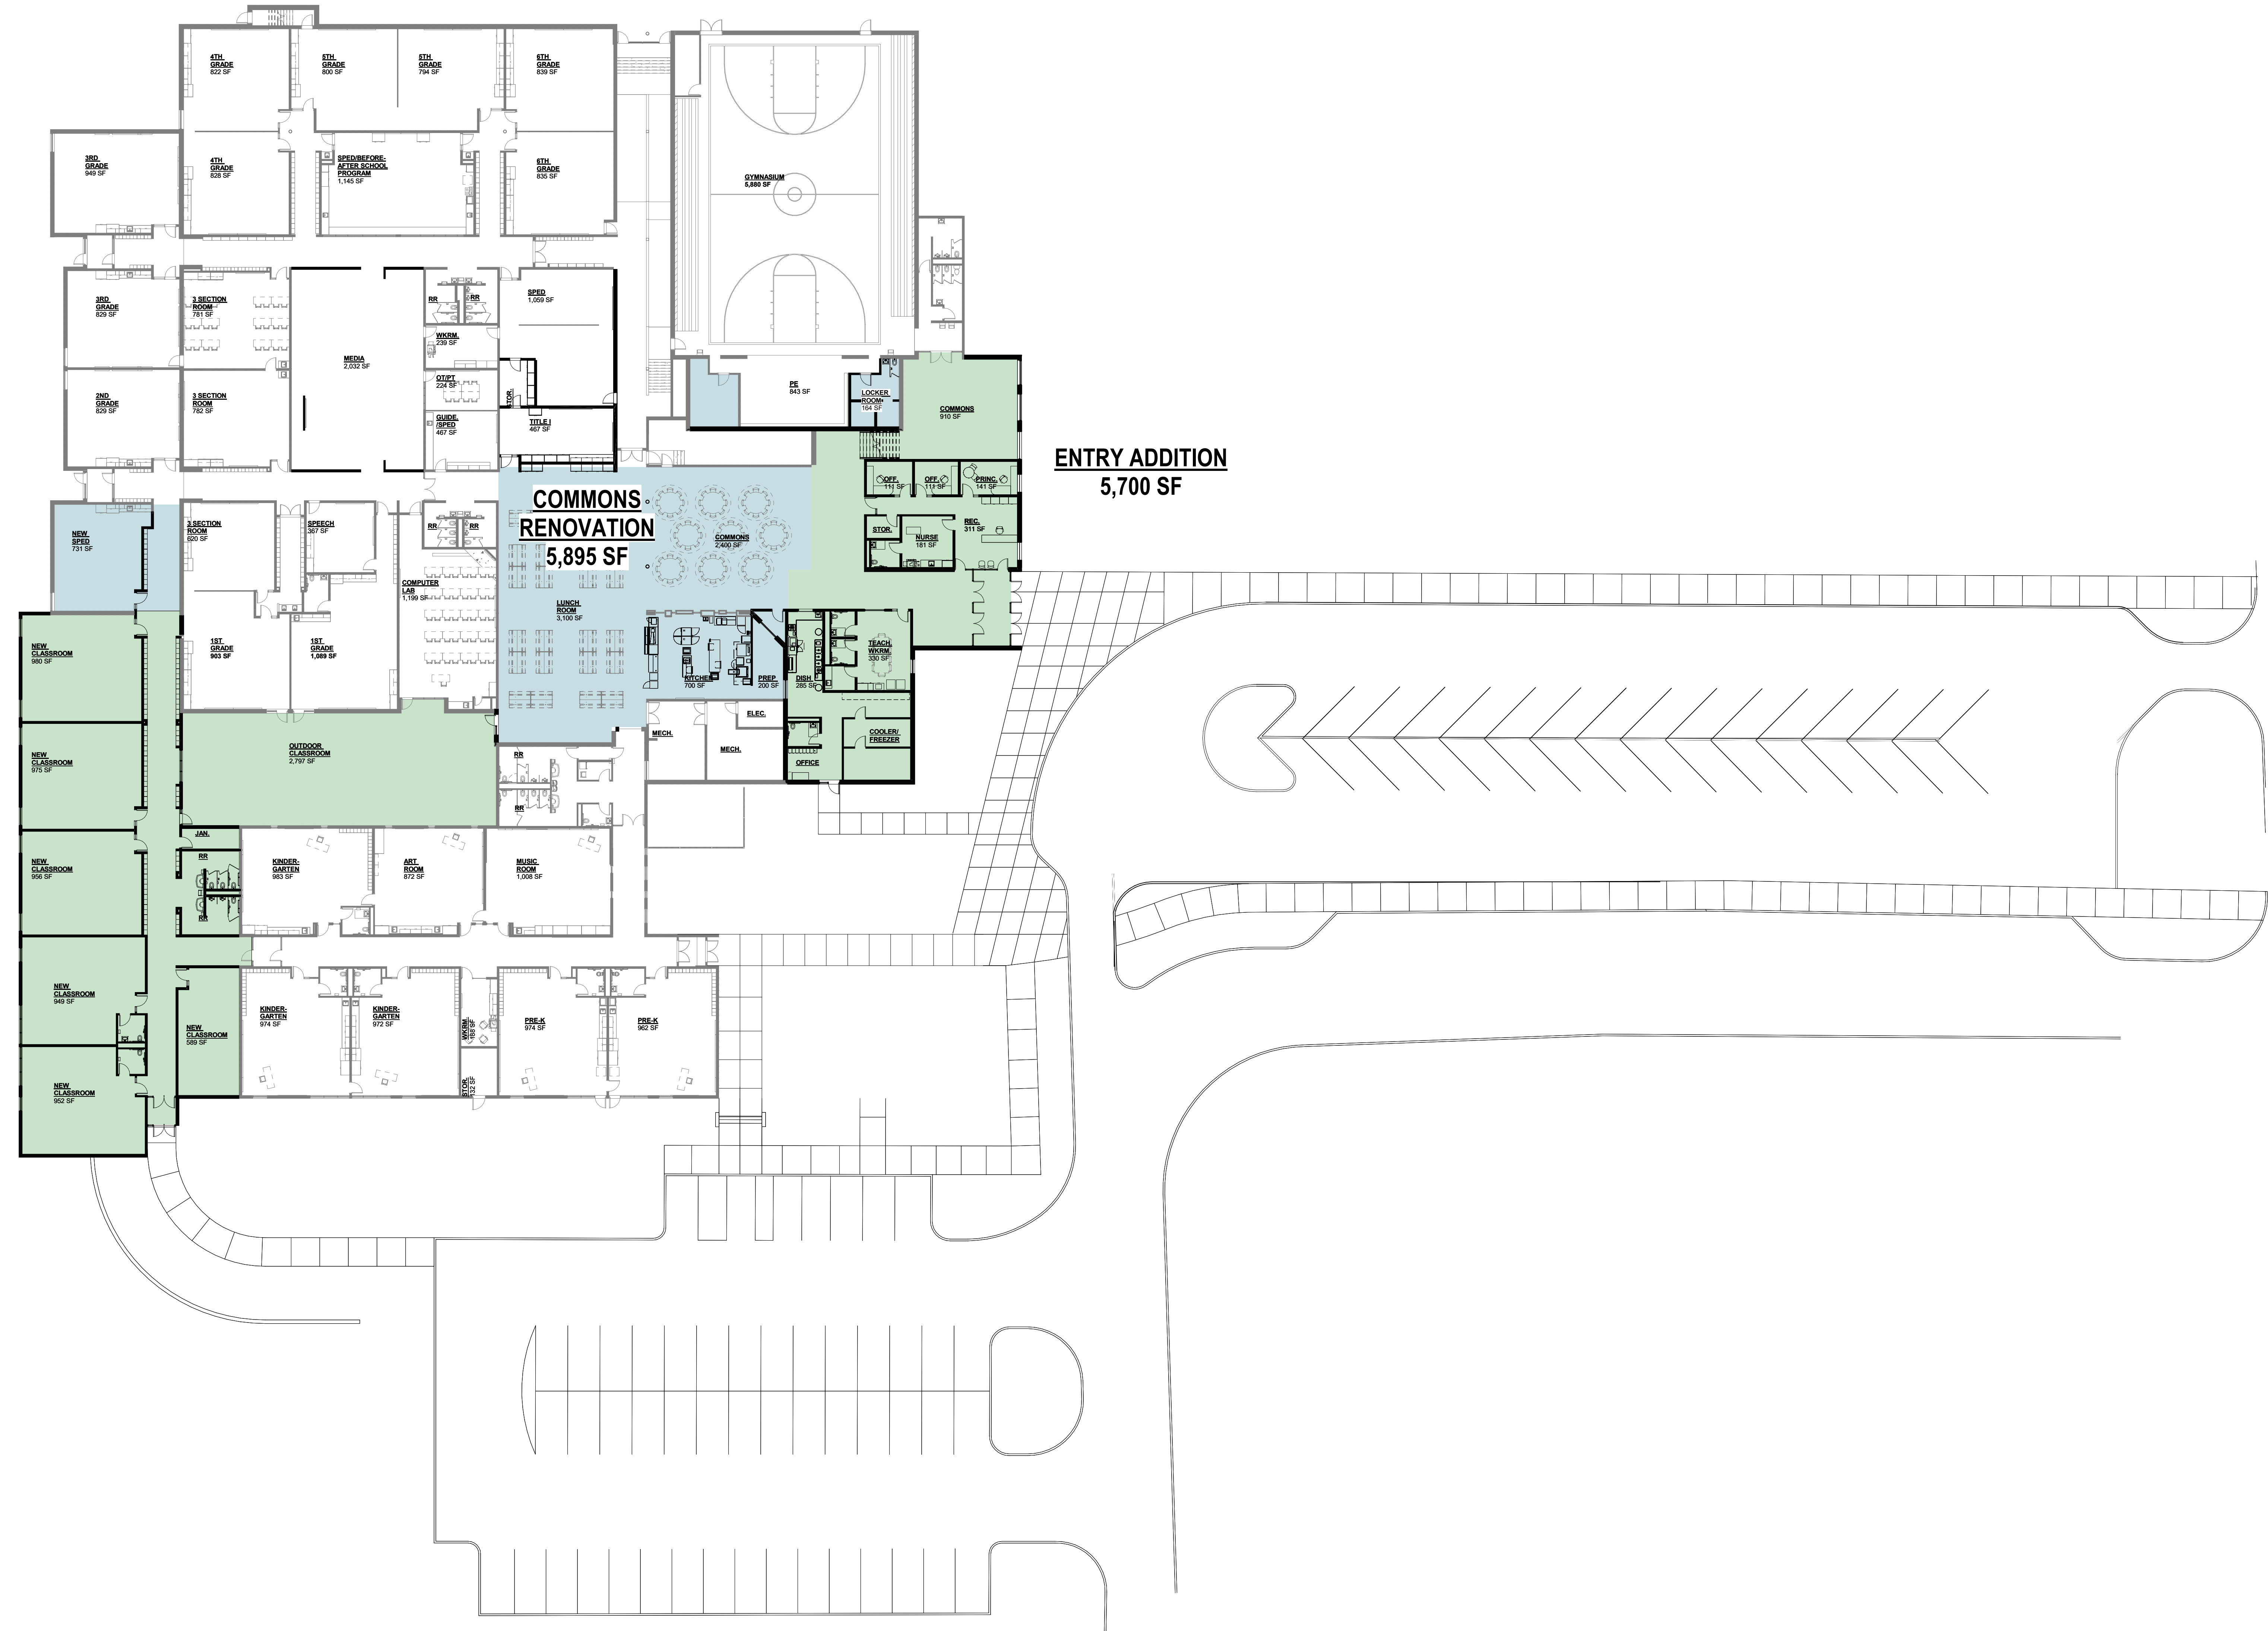 4TH
GRADE
822 SF
5TH
GRADE
800 SF
5TH
GRADE
794 SF
6TH
GRADE
839 SF
3RD
GRADE
949 SF
4TH
GRADE
828 SF
SPED/BEFORE-
AFTER SCHOOL
PROGRAM
1,145 SF
6TH
GRADE
835 SF
GYMNASIUM
5,880 SF
3RD
GRADE
829 SF
3 SECTION
ROOM
781 SF
MEDIA
2,032 SF
RR
RR
SPED
1,059 SF
WKRM.
239 SF
OT/PT
224 SF
STOR.
GUIDE.
/SPED
467 SF
TITLE I
467 SF
2ND
GRADE
829 SF
3 SECTION
ROOM
782 SF
PE
843 SF
LOCKER
ROOM
164 SF
COMMONS
910 SF
ENTRY ADDITION
5,700 SF
OFF.
111 SF
OFF.
111 SF
PRINC.
141 SF
REC.
311 SF
STOR.
NURSE
181 SF
COMMONS
RENOVATION
5,895 SF
COMMONS
2,400 SF
NEW
SPED
731 SF
3 SECTION
ROOM
620 SF
SPEECH
367 SF
RR
RR
COMPUTER
LAB
1,199 SF
LUNCH
ROOM
3,100 SF
KITCHEN
700 SF
PREP
200 SF
DISH
285 SF
TEACH.
WKRM.
330 SF
NEW
CLASSROOM
980 SF
1ST
GRADE
903 SF
1ST
GRADE
1,089 SF
MECH.
ELEC.
MECH.
COOLER/
FREEZER
OFFICE
NEW
CLASSROOM
975 SF
OUTDOOR
CLASSROOM
2,797 SF
RR
RR
JAN.
RR
RR
NEW
CLASSROOM
956 SF
KINDER-
GARTEN
983 SF
ART
ROOM
872 SF
MUSIC
ROOM
1,008 SF
NEW
CLASSROOM
949 SF
NEW
CLASSROOM
589 SF
KINDER-
GARTEN
974 SF
KINDER-
GARTEN
972 SF
WKRM.
188 SF
STOR.
132 SF
PRE-K
974 SF
PRE-K
962 SF
NEW
CLASSROOM
952 SF